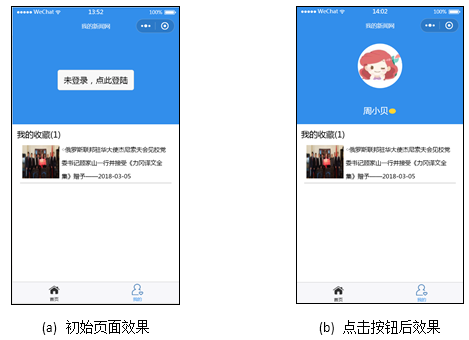 WeChat 13:52 100%
我的新闻网
未登录，点此登陆
我的收藏(1)
·俄罗斯联邦驻华大使杰尼索夫会见校党
委书记顾家山一行并接受《力冈译文全
集》赠予——2018-03-05
首页 我的
(a) 初始页面效果
WeChat 14:02 100%
我的新闻网
周小贝
我的收藏(1)
·俄罗斯联邦驻华大使杰尼索夫会见校党
委书记顾家山一行并接受《力冈译文全
集》赠予——2018-03-05
首页 我的
(b) 点击按钮后效果